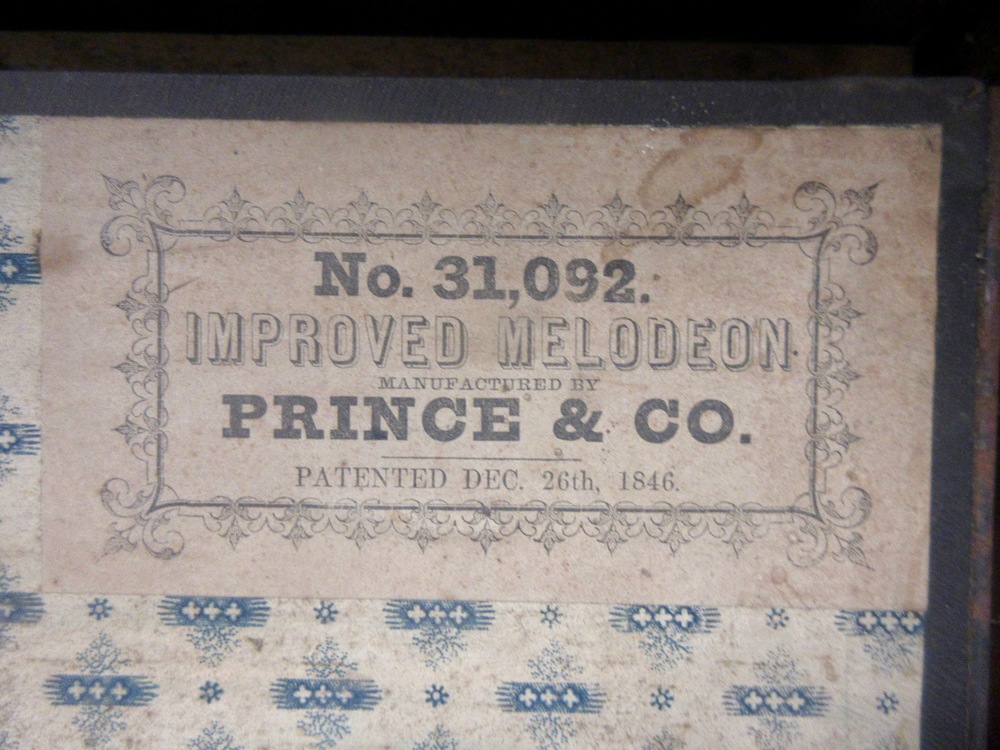 No. 31,092.
IMPROVED MELODEON
MANUFACTURED BY
PRINCE & CO.
PATENTED DEC. 26th, 1846.